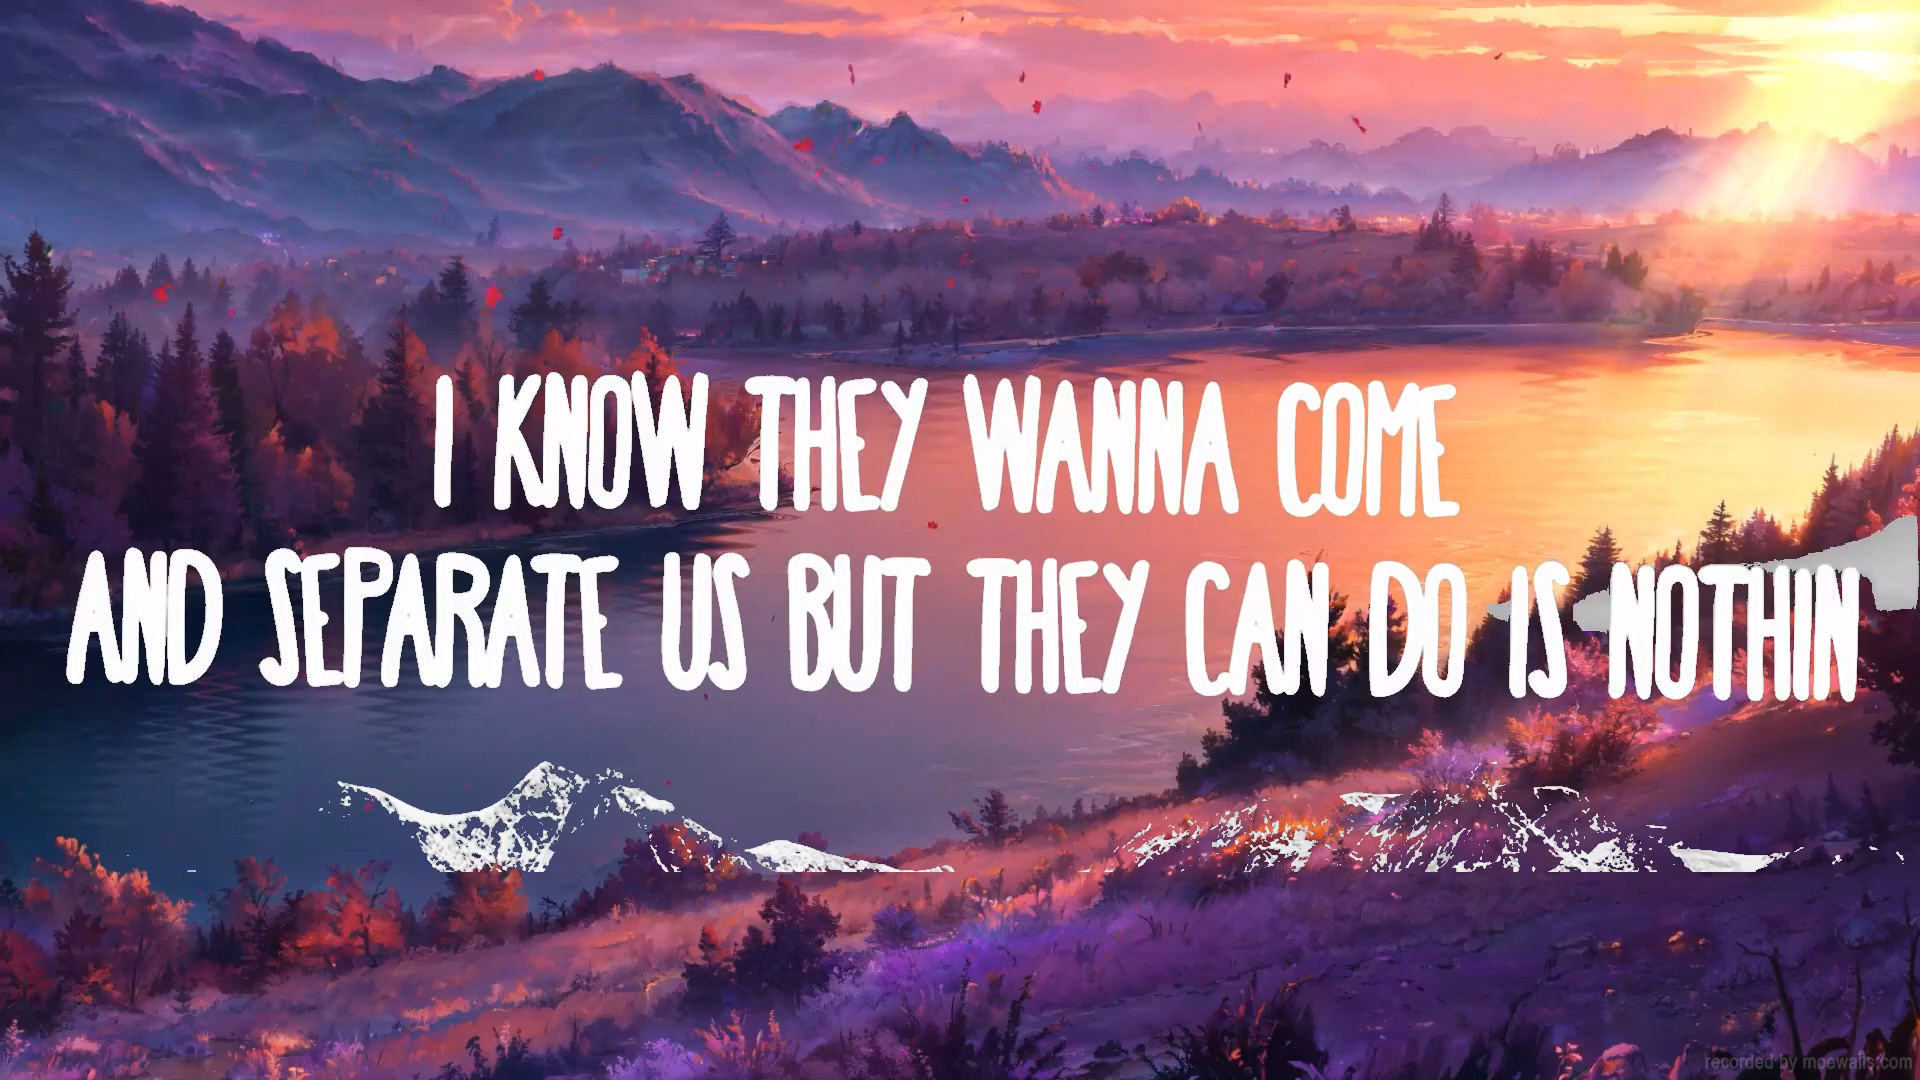 I KNOW THEY WANNA COME
AND SEPARATE US BUT THEY CAN DO IS NOTHIN
recorded by moewalls.com